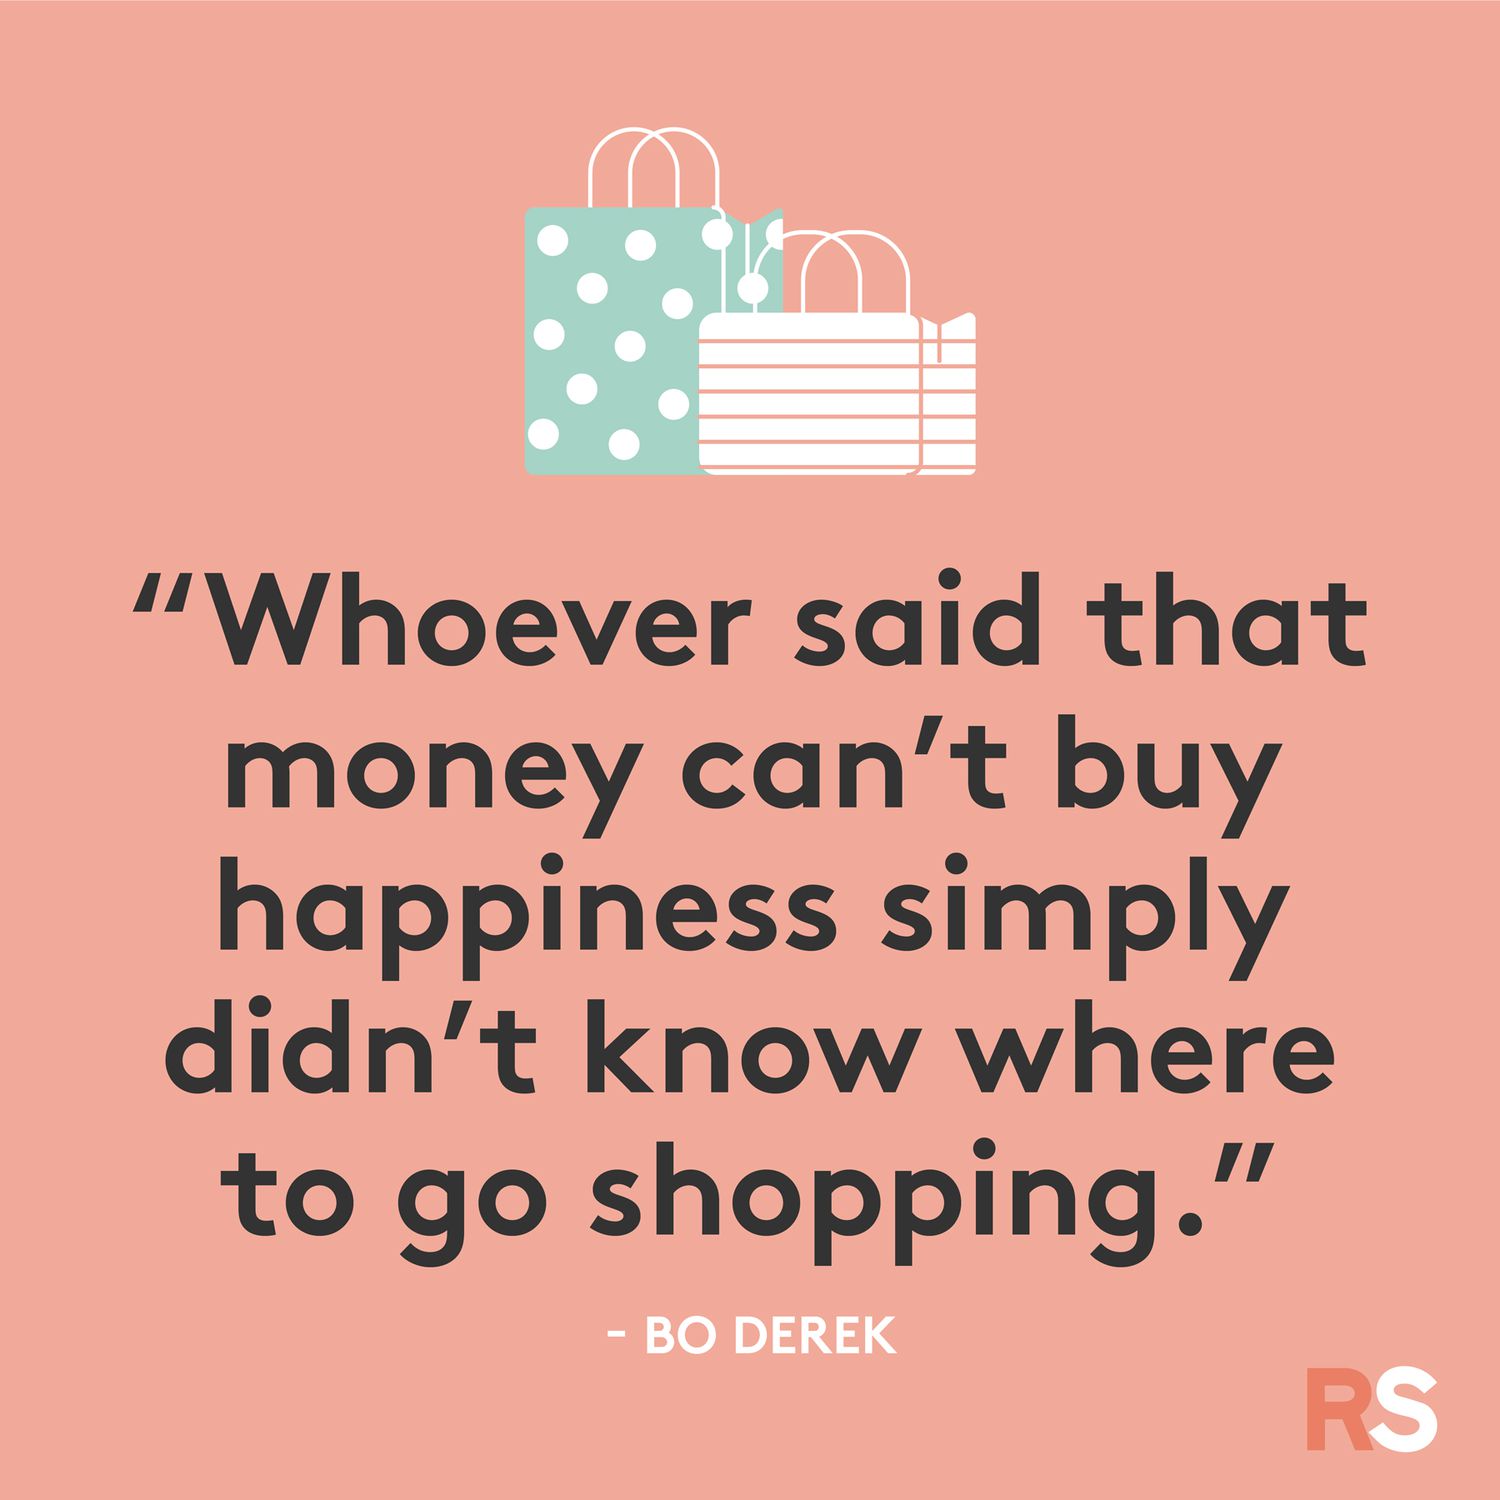 “Whoever said that
money can’t buy
happiness simply
didn’t know where
to go shopping.”
- BO DEREK
RS